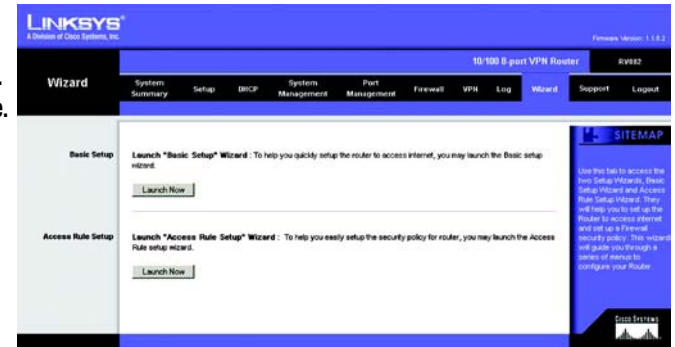 LINKSYS®
A Division of Cisco Systems, Inc.
Firmware Version: 1.1.8.2
10/100 8-port VPN Router
RV082
Wizard
System Summary
Setup
DHCP
System Management
Port Management
Firewall
VPN
Log
Wizard
Support
Logout
.
e.
SITEMAP
Basic Setup
Launch "Basic Setup" Wizard : To help you quickly setup the router to access internet, you may launch the Basic setup
wizard.
Launch Now
Access Rule Setup
Launch "Access Rule Setup" Wizard : To help you easily setup the security policy for router, you may launch the Access
Rule setup wizard.
Launch Now
Use this tab to access the
two Setup Wizards, Basic
Setup Wizard and Access
Rule Setup Wizard. They
will help you to set up the
Router to access internet
and set up a Firewall
security policy. This wizard
will guide you through a
series of menus to
configure your Router.
CISCO SYSTEMS